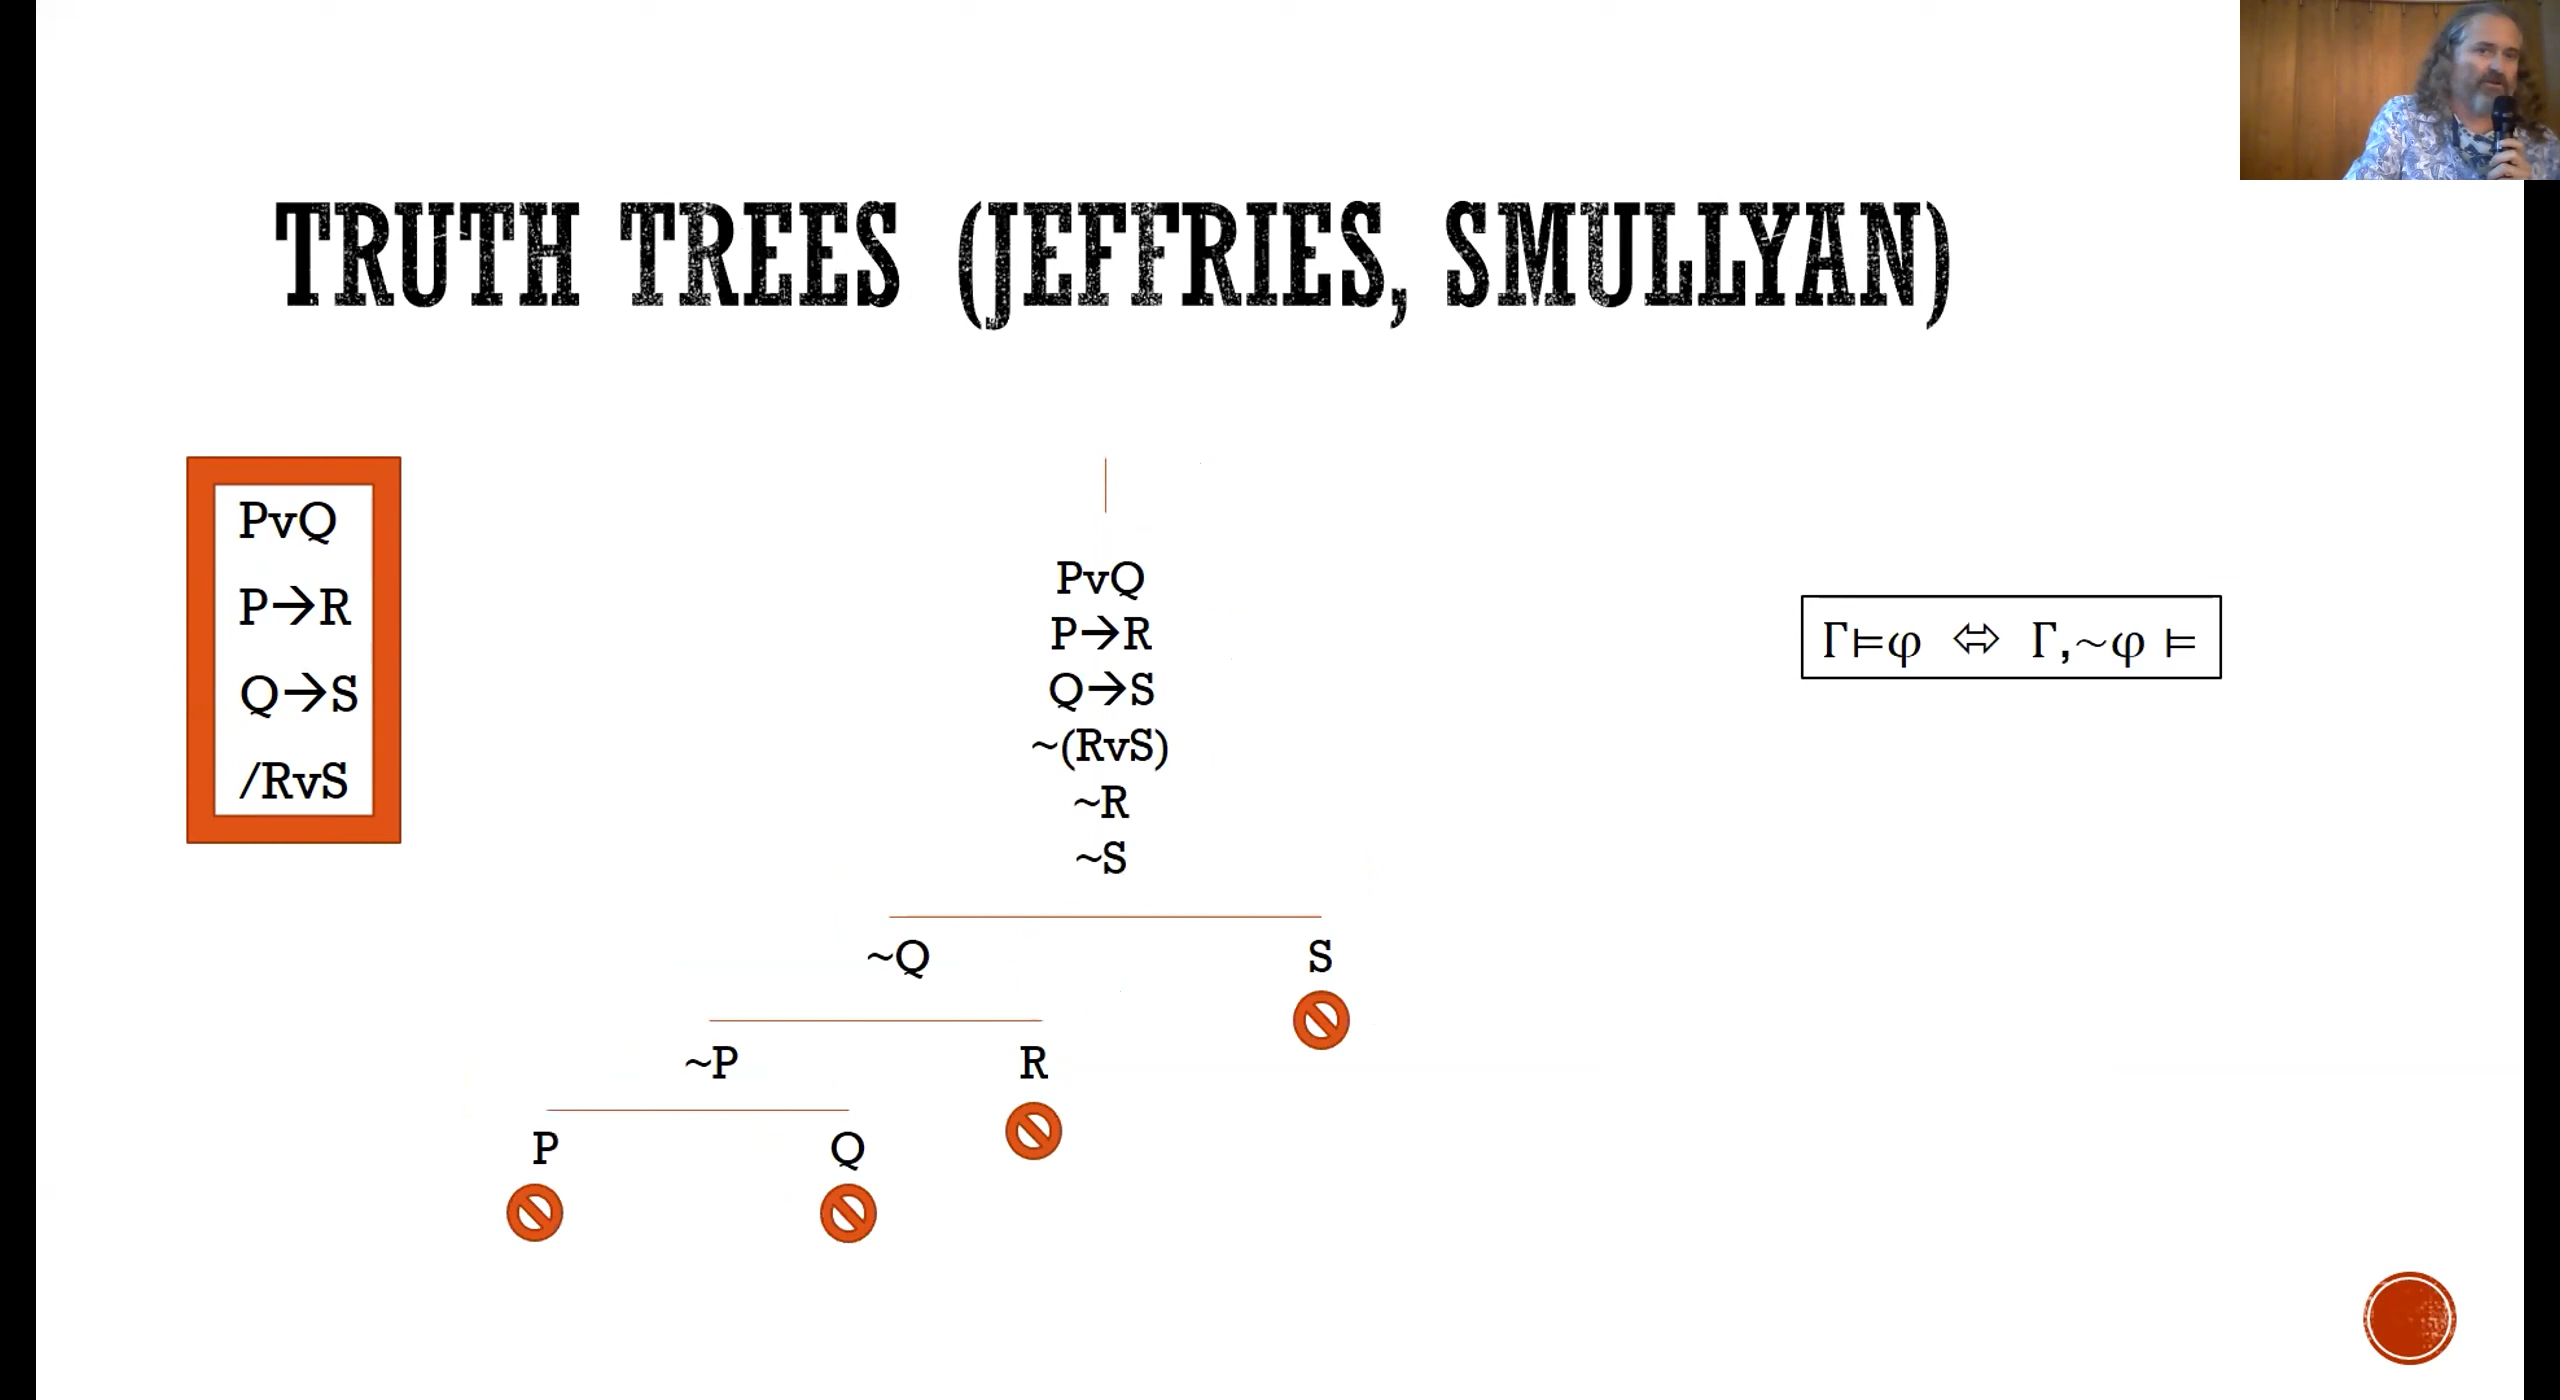 TRUTH TREES (JEFFRIES, SMULLYAN)
PvQ
P→R
Q→S
/RvS
PvQ
P→R
Q→S
~(RvS)
~R
~S
~Q S
~P R
P Q
Γ⊨φ ⇔ Γ,~φ ⊨